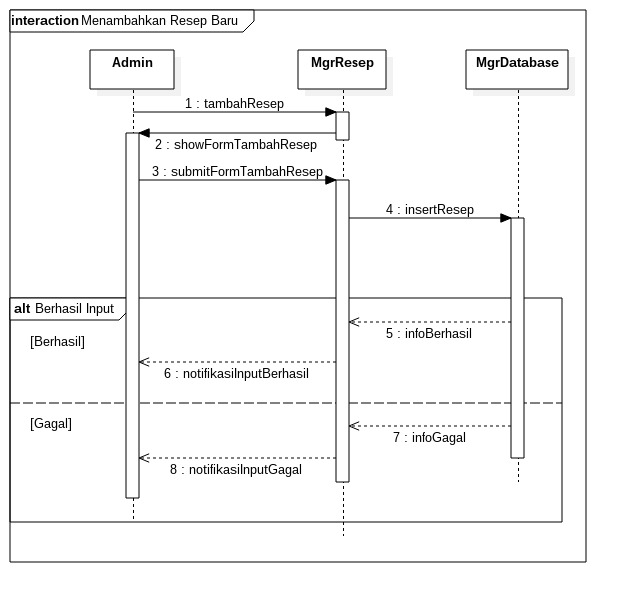 interaction Menambahkan Resep Baru
Admin
MgrResep
MgrDatabase
1 : tambahResep
2 : showFormTambahResep
3 : submitFormTambahResep
4 : insertResep
alt Berhasil Input
5 : infoBerhasil
[Berhasil]
6 : notifikasiInputBerhasil
[Gagal]
7 : infoGagal
8 : notifikasiInputGagal